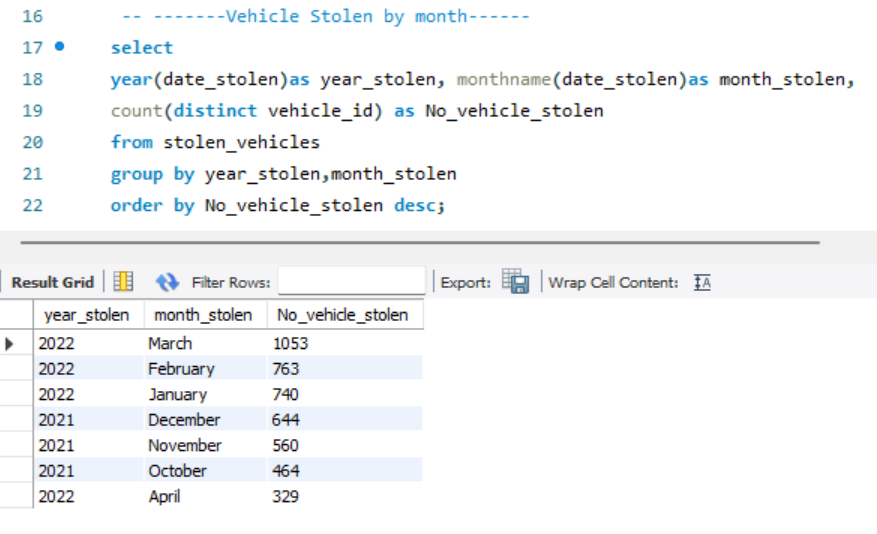 16 -- -------Vehicle Stolen by month------
17 select
18 year(date_stolen)as year_stolen, monthname(date_stolen)as month_stolen,
19 count(distinct vehicle_id) as No_vehicle_stolen
20 from stolen_vehicles
21 group by year_stolen,month_stolen
22 order by No_vehicle_stolen desc;
Result Grid Filter Rows: Export: Wrap Cell Content: IA
year_stolen month_stolen No_vehicle_stolen
2022 March 1053
2022 February 763
2022 January 740
2021 December 644
2021 November 560
2021 October 464
2022 April 329